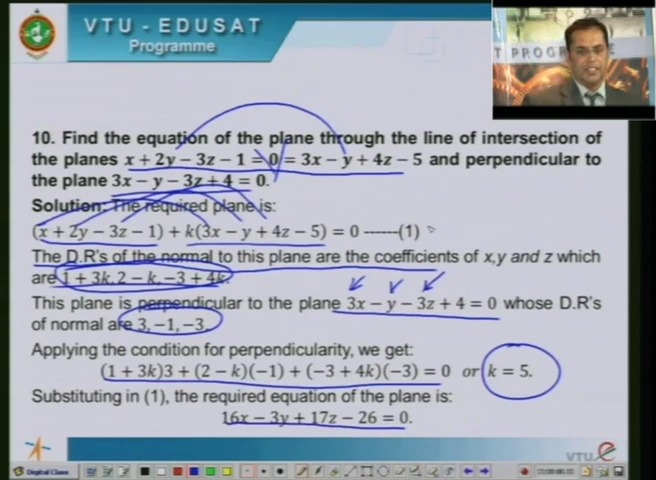 VTU - EDUSAT
Programme
T PROGR
10. Find the equation of the plane through the line of intersection of
the planes x + 2y − 3z − 1 = 0 = 3x − y + 4z − 5 and perpendicular to
the plane 3x − y − 3z + 4 = 0.
Solution: The required plane is:
(x + 2y − 3z − 1) + k(3x − y + 4z − 5) = 0 ------(1)
The D.R's of the normal to this plane are the coefficients of x, y and z which
are 1 + 3k, 2 − k, −3 + 4k.
This plane is perpendicular to the plane 3x − y − 3z + 4 = 0 whose D.R's
of normal are 3, −1, −3.
Applying the condition for perpendicularity, we get:
(1 + 3k)3 + (2 − k)(−1) + (−3 + 4k)(−3) = 0 or k = 5.
Substituting in (1), the required equation of the plane is:
16x − 3y + 17z − 26 = 0.
VTU
Digital Class